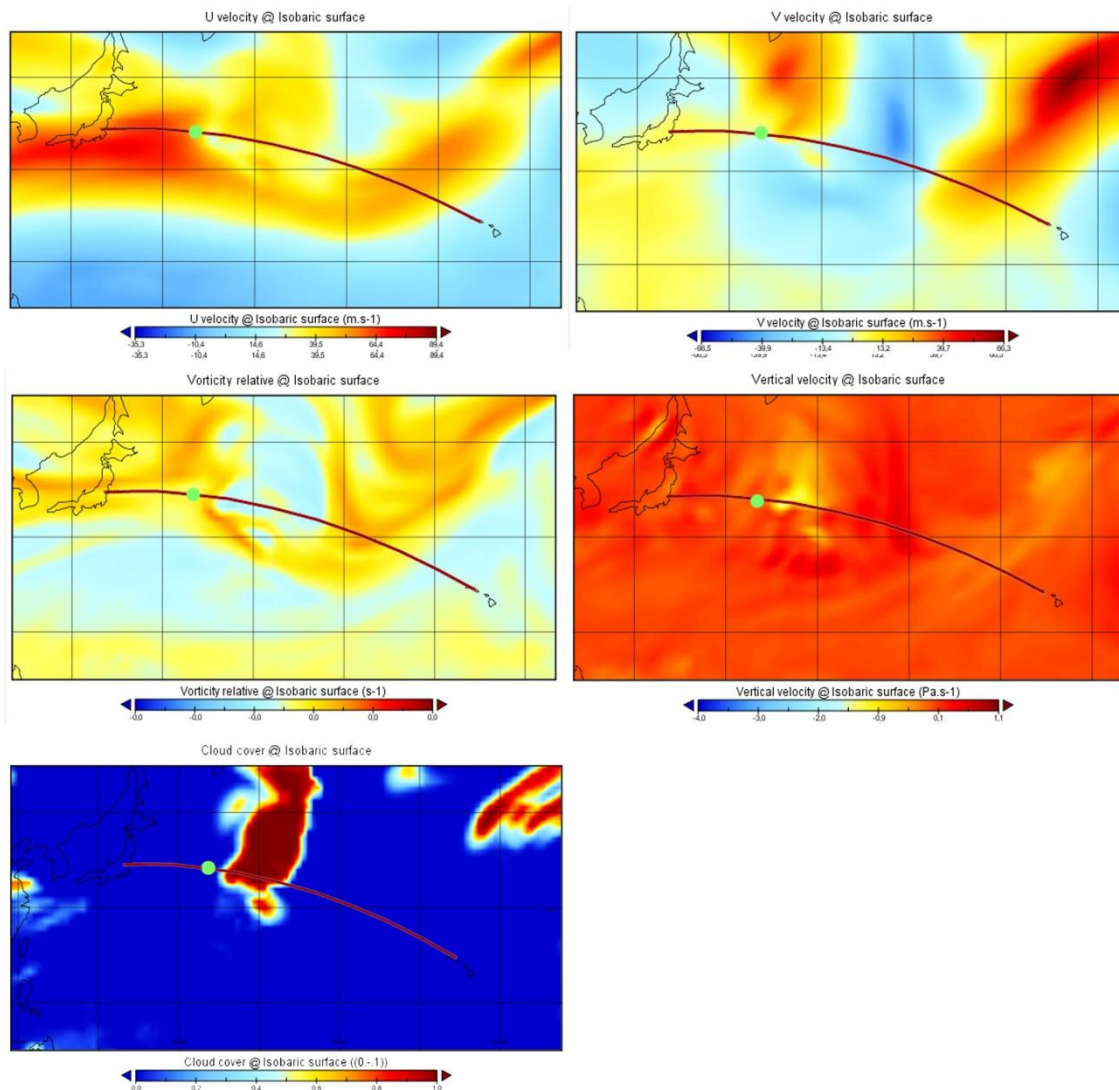 U velocity @ Isobaric surface
V velocity @ Isobaric surface
U velocity @ Isobaric surface (m.s-1)
-35,3 -10,4 14,6 39,5 64,4 89,4
-35,3 -10,4 14,6 39,5 64,4 89,4
V velocity @ Isobaric surface (m.s-1)
-66,5 -39,9 -13,4 13,2 39,7 66,3
Vorticity relative @ Isobaric surface
Vertical velocity @ Isobaric surface
Vorticity relative @ Isobaric surface (s-1)
-0,0 -0,0 0,0 0,0 0,0 0,0
Vertical velocity @ Isobaric surface (Pa.s-1)
-4,0 -3,0 -2,0 -0,9 0,1 1,1
Cloud cover @ Isobaric surface
Cloud cover @ Isobaric surface ((0,-.1))
0,0 0,2 0,4 0,6 0,8 1,0